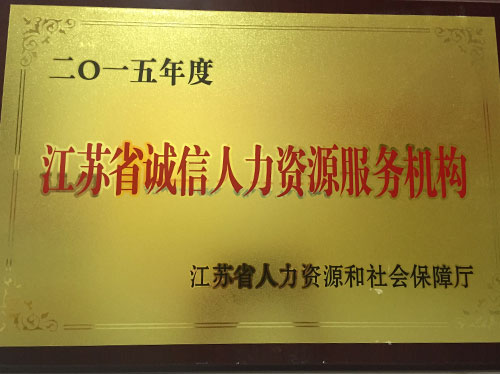 二〇一五年度
江苏省诚信人力资源服务机构
江苏省人力资源和社会保障厅